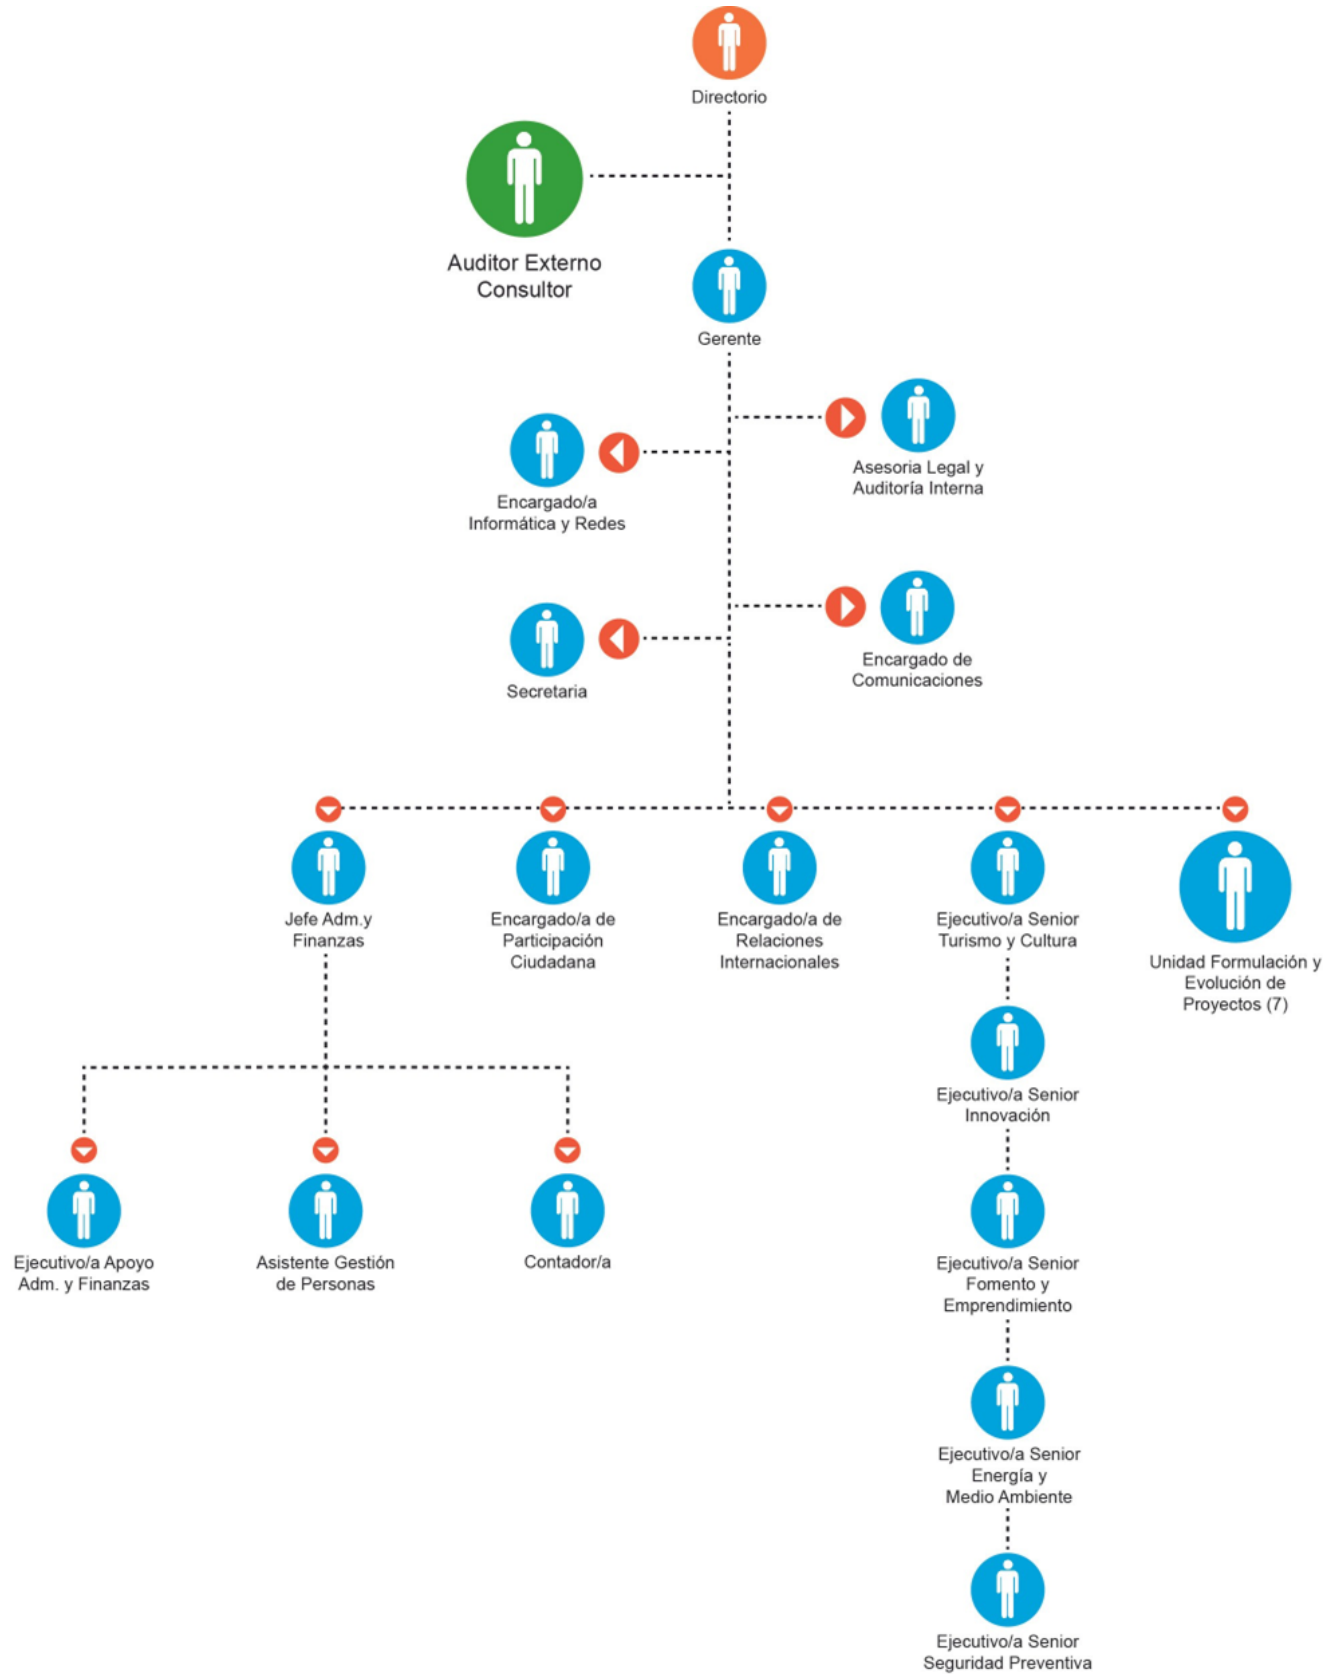 Directorio
Auditor Externo
Consultor
Gerente
Asesoria Legal y
Auditoría Interna
Encargado/a
Informática y Redes
Encargado de
Comunicaciones
Secretaria
Jefe Adm.y
Finanzas
Encargado/a de
Participación
Ciudadana
Encargado/a de
Relaciones
Internacionales
Ejecutivo/a Senior
Turismo y Cultura
Unidad Formulación y
Evolución de
Proyectos (7)
Ejecutivo/a Senior
Innovación
Ejecutivo/a Apoyo
Adm. y Finanzas
Asistente Gestión
de Personas
Contador/a
Ejecutivo/a Senior
Fomento y
Emprendimiento
Ejecutivo/a Senior
Energía y
Medio Ambiente
Ejecutivo/a Senior
Seguridad Preventiva